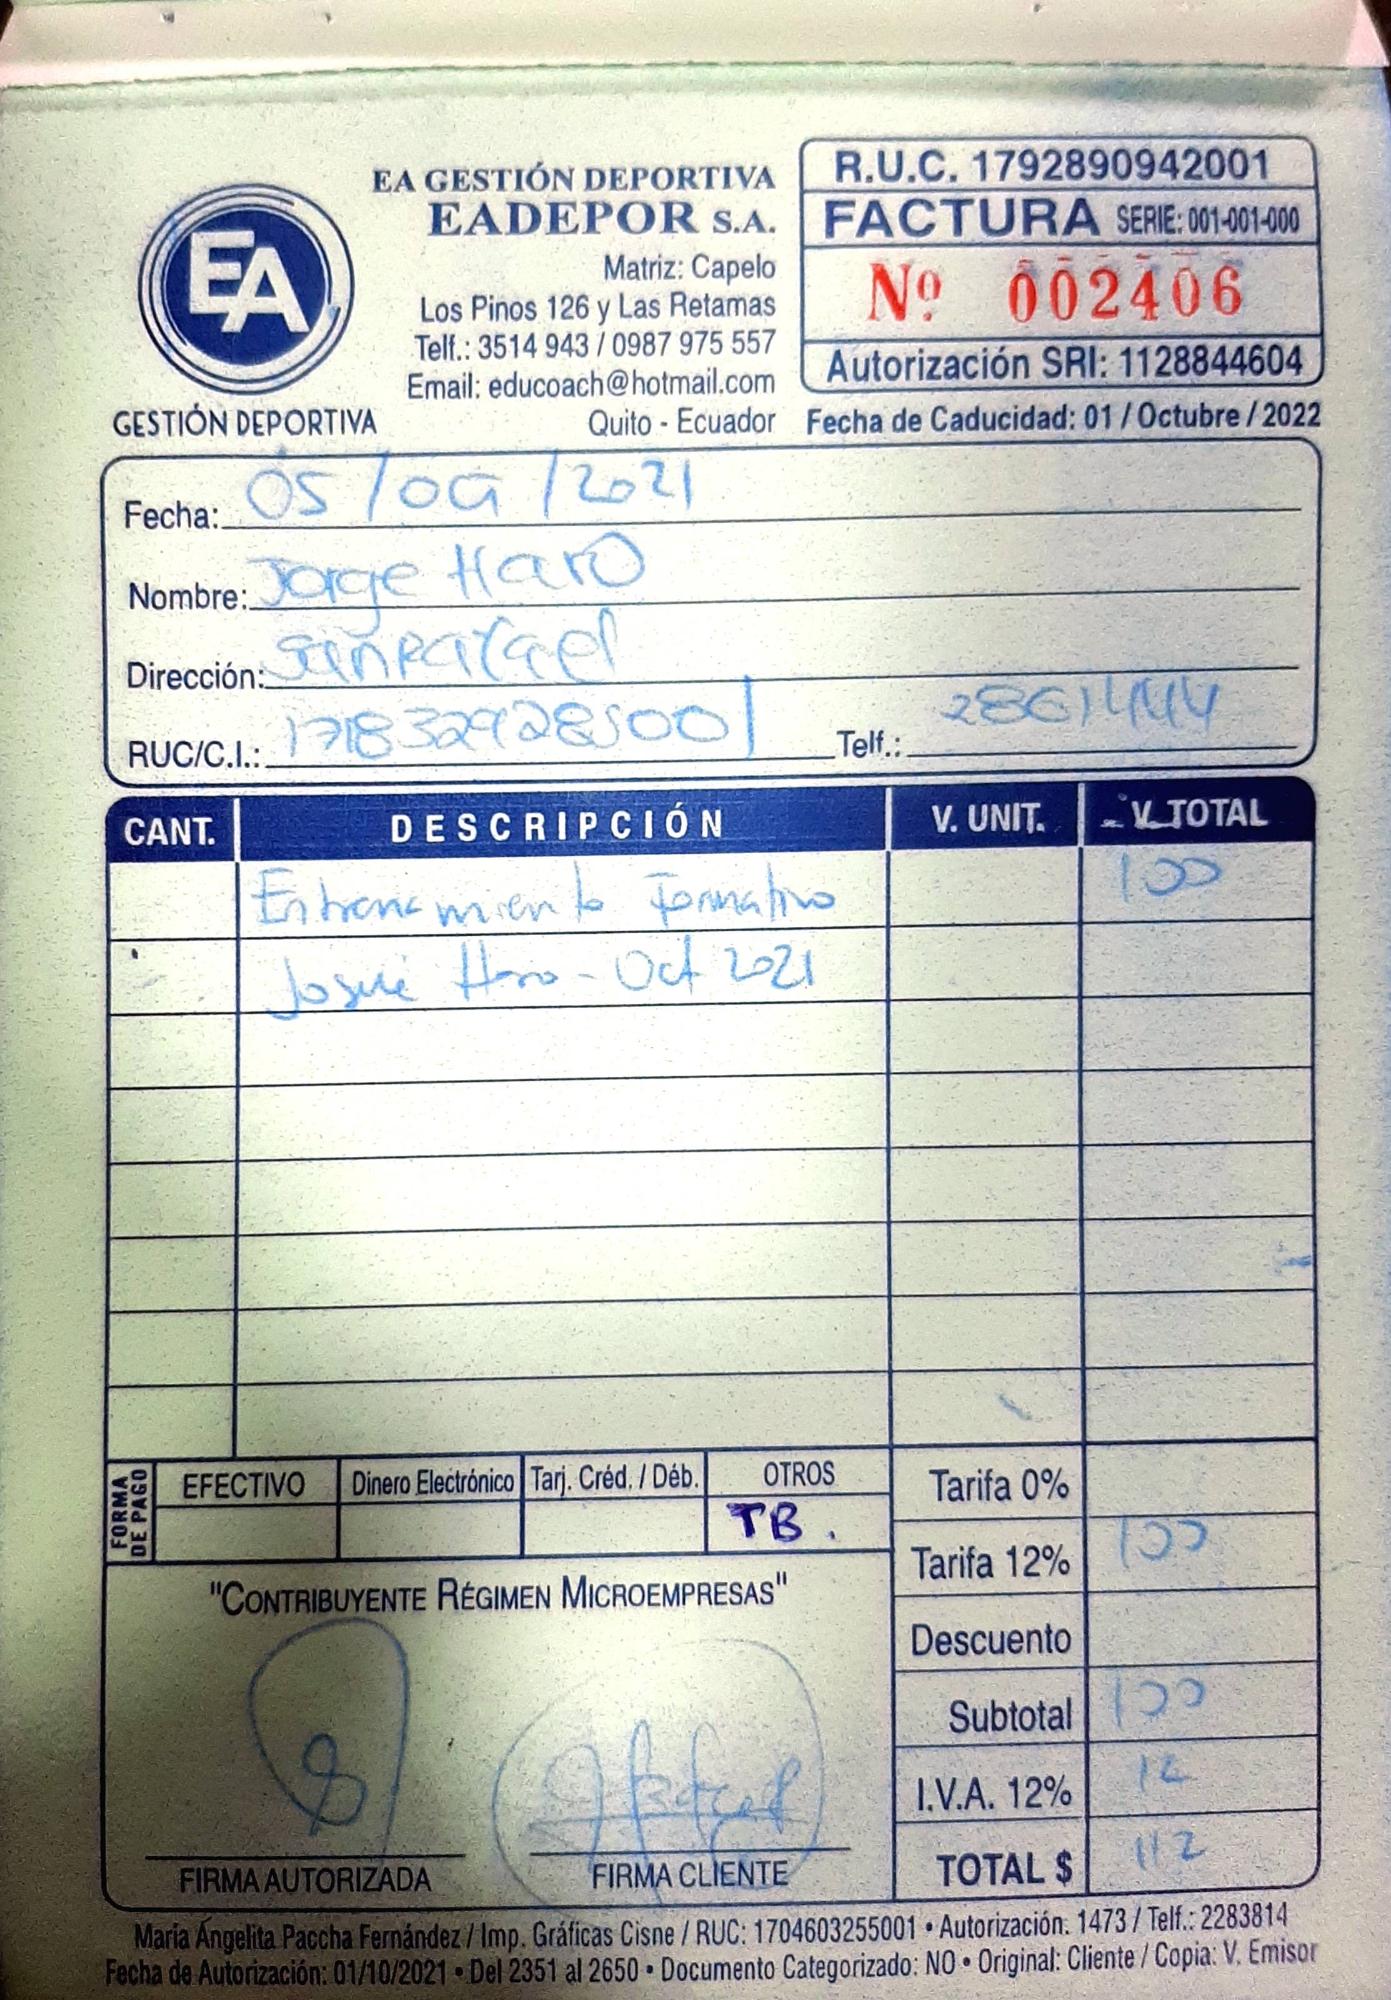 EA GESTIÓN DEPORTIVA
EADEPOR S.A.
Matriz: Capelo
Los Pinos 126 y Las Retamas
Telf.: 3514 943 / 0987 975 557
Email: educoach@hotmail.com
Quito - Ecuador
EA
GESTIÓN DEPORTIVA
R.U.C. 1792890942001
FACTURA SERIE: 001-001-000
Nº 002406
Autorización SRI: 1128844604
Fecha de Caducidad: 01 / Octubre / 2022
Fecha: 05/Oct/2021
Nombre: Jorge Haro
Dirección: San Rafael
RUC/C.I.: 1718329285001 Telf.: 2861444
CANT. DESCRIPCIÓN V. UNIT. V. TOTAL
Entrenamiento Formativo 100
Josué Haro - Oct 2021
FORMA DE PAGO
EFECTIVO Dinero Electrónico Tarj. Créd. / Déb. OTROS
TB.
Tarifa 0%
Tarifa 12% 100
Descuento
Subtotal 100
I.V.A. 12% 12
TOTAL $ 112
"CONTRIBUYENTE RÉGIMEN MICROEMPRESAS"
FIRMA AUTORIZADA FIRMA CLIENTE
María Ángelita Paccha Fernández / Imp. Gráficas Cisne / RUC: 1704603255001 • Autorización: 1473 / Telf.: 2283814
Fecha de Autorización: 01/10/2021 • Del 2351 al 2650 • Documento Categorizado: NO • Original: Cliente / Copia: V. Emisor